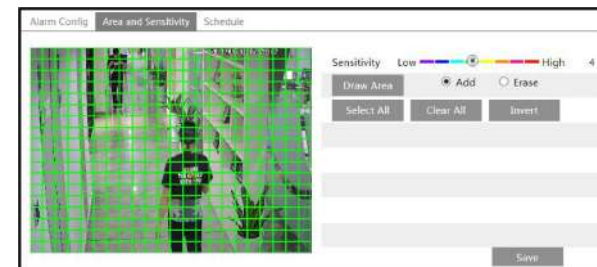 Alarm Config Area and Sensitivity Schedule
Sensitivity Low High 4
Draw Area Add Erase
Select All Clear All Invert
Save